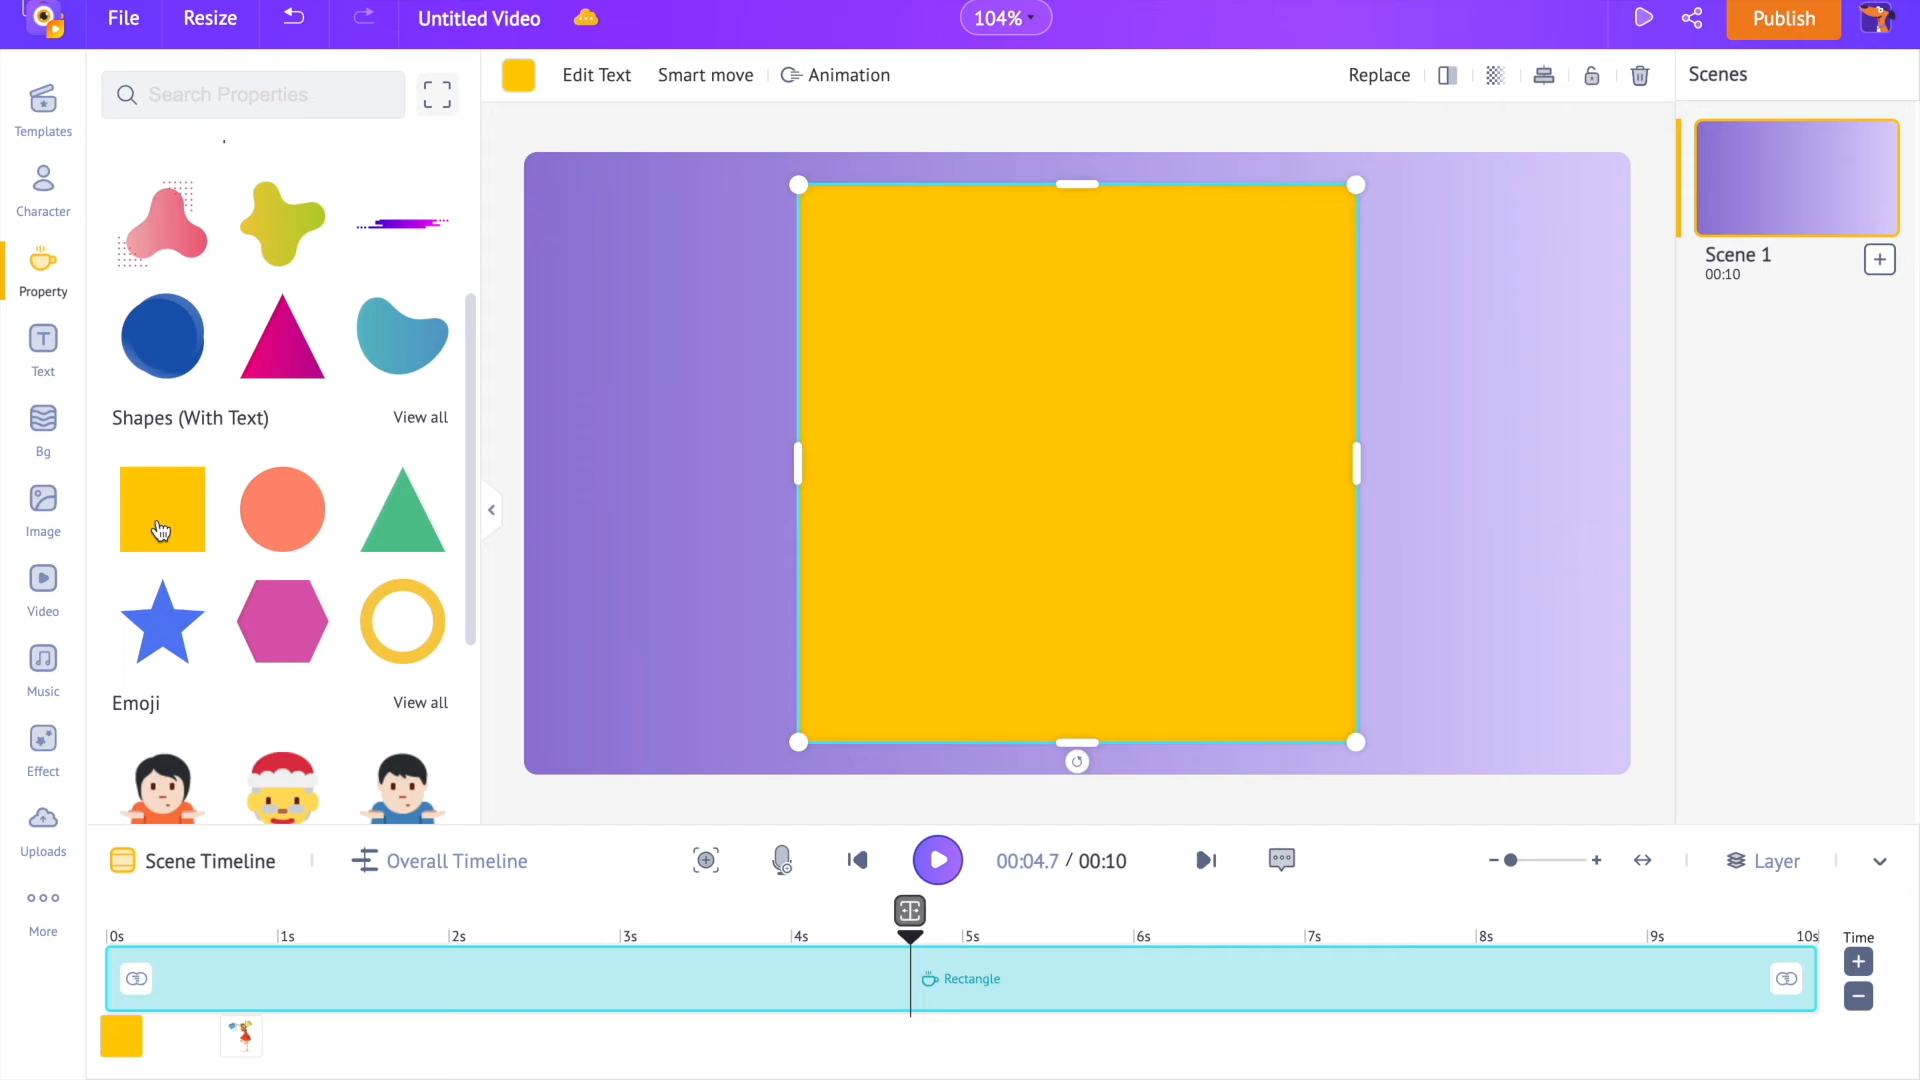 File Resize Untitled Video 104% Publish
Search Properties
Edit Text Smart move Animation Replace
Scenes
Templates
Character
Property
Text
Bg
Image
Video
Music
Effect
Uploads
More
Shapes (With Text) View all
Emoji View all
Scene 1
00:10
Scene Timeline Overall Timeline 00:04.7 / 00:10 Layer
0s 1s 2s 3s 4s 5s 6s 7s 8s 9s 10s Time
Rectangle